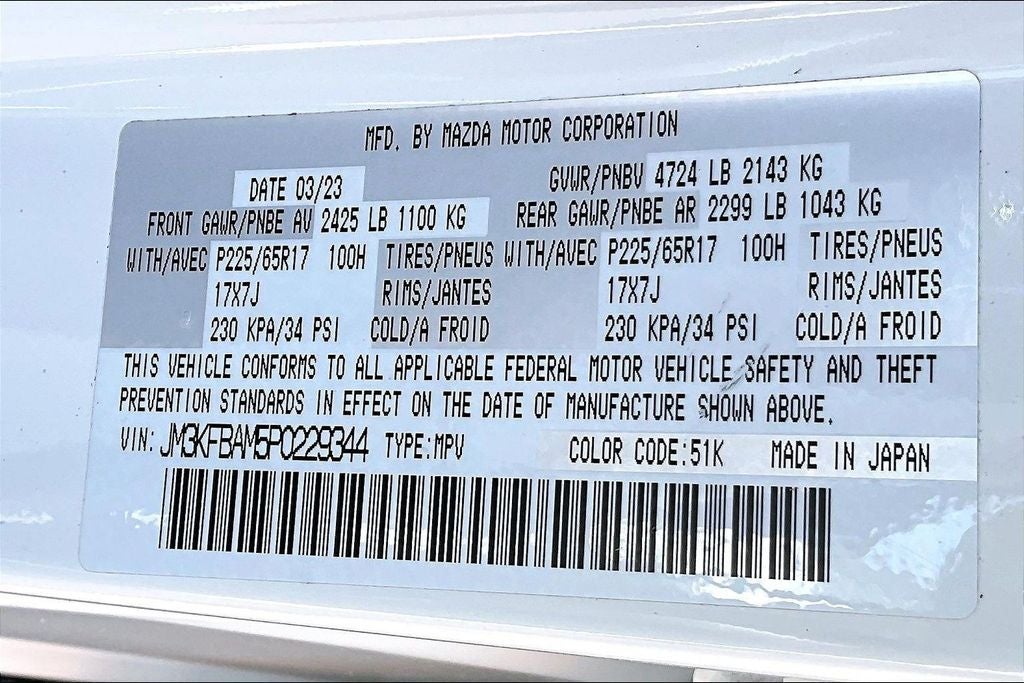 MFD. BY MAZDA MOTOR CORPORATION
DATE 03/23 GVWR/PNBV 4724 LB 2143 KG
FRONT GAWR/PNBE AV 2425 LB 1100 KG REAR GAWR/PNBE AR 2299 LB 1043 KG
WITH/AVEC P225/65R17 100H TIRES/PNEUS WITH/AVEC P225/65R17 100H TIRES/PNEUS
17X7J RIMS/JANTES 17X7J RIMS/JANTES
230 KPA/34 PSI COLD/A FROID 230 KPA/34 PSI COLD/A FROID
THIS VEHICLE CONFORMS TO ALL APPLICABLE FEDERAL MOTOR VEHICLE SAFETY AND THEFT
PREVENTION STANDARDS IN EFFECT ON THE DATE OF MANUFACTURE SHOWN ABOVE.
VIN: JM3KFBAM5P0229344 TYPE:MPV COLOR CODE:51K MADE IN JAPAN